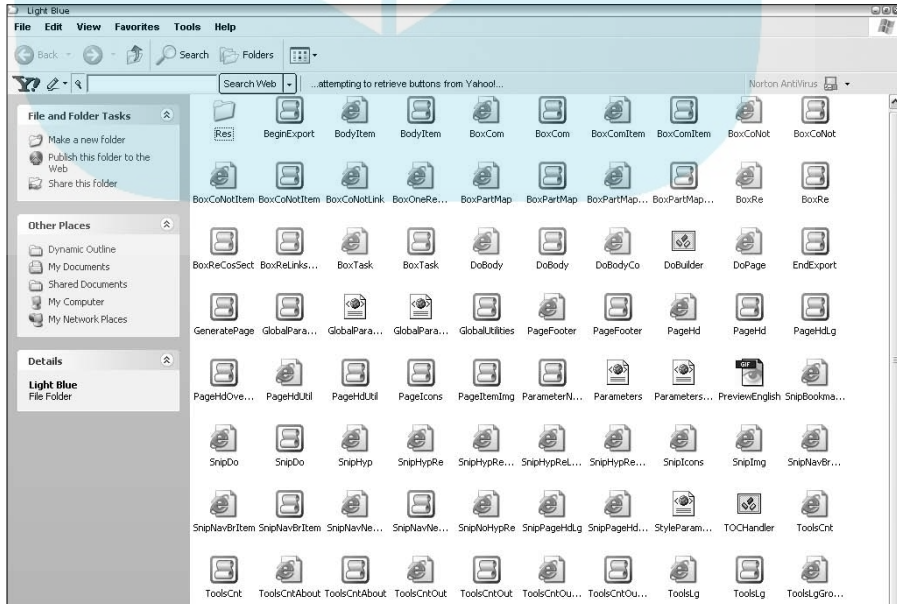 Light Blue
File Edit View Favorites Tools Help
Back Search Folders
Y! Search Web ...attempting to retrieve buttons from Yahoo!... Norton AntiVirus
File and Folder Tasks
Make a new folder
Publish this folder to the
Web
Share this folder
Other Places
Dynamic Outline
My Documents
Shared Documents
My Computer
My Network Places
Details
Light Blue
File Folder
Res BeginExport BodyItem BodyItem BoxCom BoxCom BoxComItem BoxComItem BoxCoNot BoxCoNot
BoxCoNotItem BoxCoNotItem BoxCoNotLink BoxOneRe... BoxPartMap BoxPartMap BoxPartMap... BoxPartMap... BoxRe BoxRe
BoxReCosSect BoxReLinks... BoxTask BoxTask DoBody DoBody DoBodyCo DoBuilder DoPage EndExport
GeneratePage GlobalPara... GlobalPara... GlobalPara... GlobalUtilities PageFooter PageFooter PageHd PageHd PageHdLg
GIF
PageHdOve... PageHdUtil PageHdUtil PageIcons PageItemImg ParameterN... Parameters Parameters... PreviewEnglish SnipBookma...
SnipDo SnipDo SnipHyp SnipHypRe SnipHypRe... SnipHypReL... SnipHypRe... SnipIcons SnipImg SnipNavBr...
SnipNavBrItem SnipNavBrItem SnipNavNe... SnipNavNe... SnipNoHypRe SnipPageHdLg SnipPageHd... StyleParam... TOCHandler ToolsCnt
ToolsCnt ToolsCntAbout ToolsCntAbout ToolsCntOut ToolsCntOut ToolsCntOu... ToolsCntOu... ToolsLg ToolsLg ToolsLgGro...